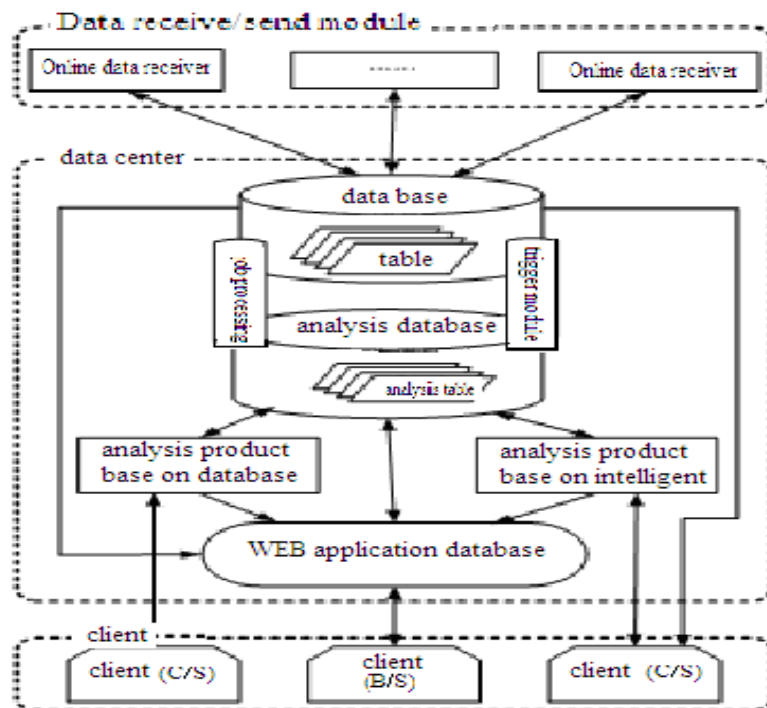 Data receive/send module
Online data receiver
......
Online data receiver
data center
data base
table
job processing
trigger module
analysis database
analysis table
analysis product
base on database
analysis product
base on intelligent
WEB application database
client
client (C/S)
client
(B/S)
client (C/S)